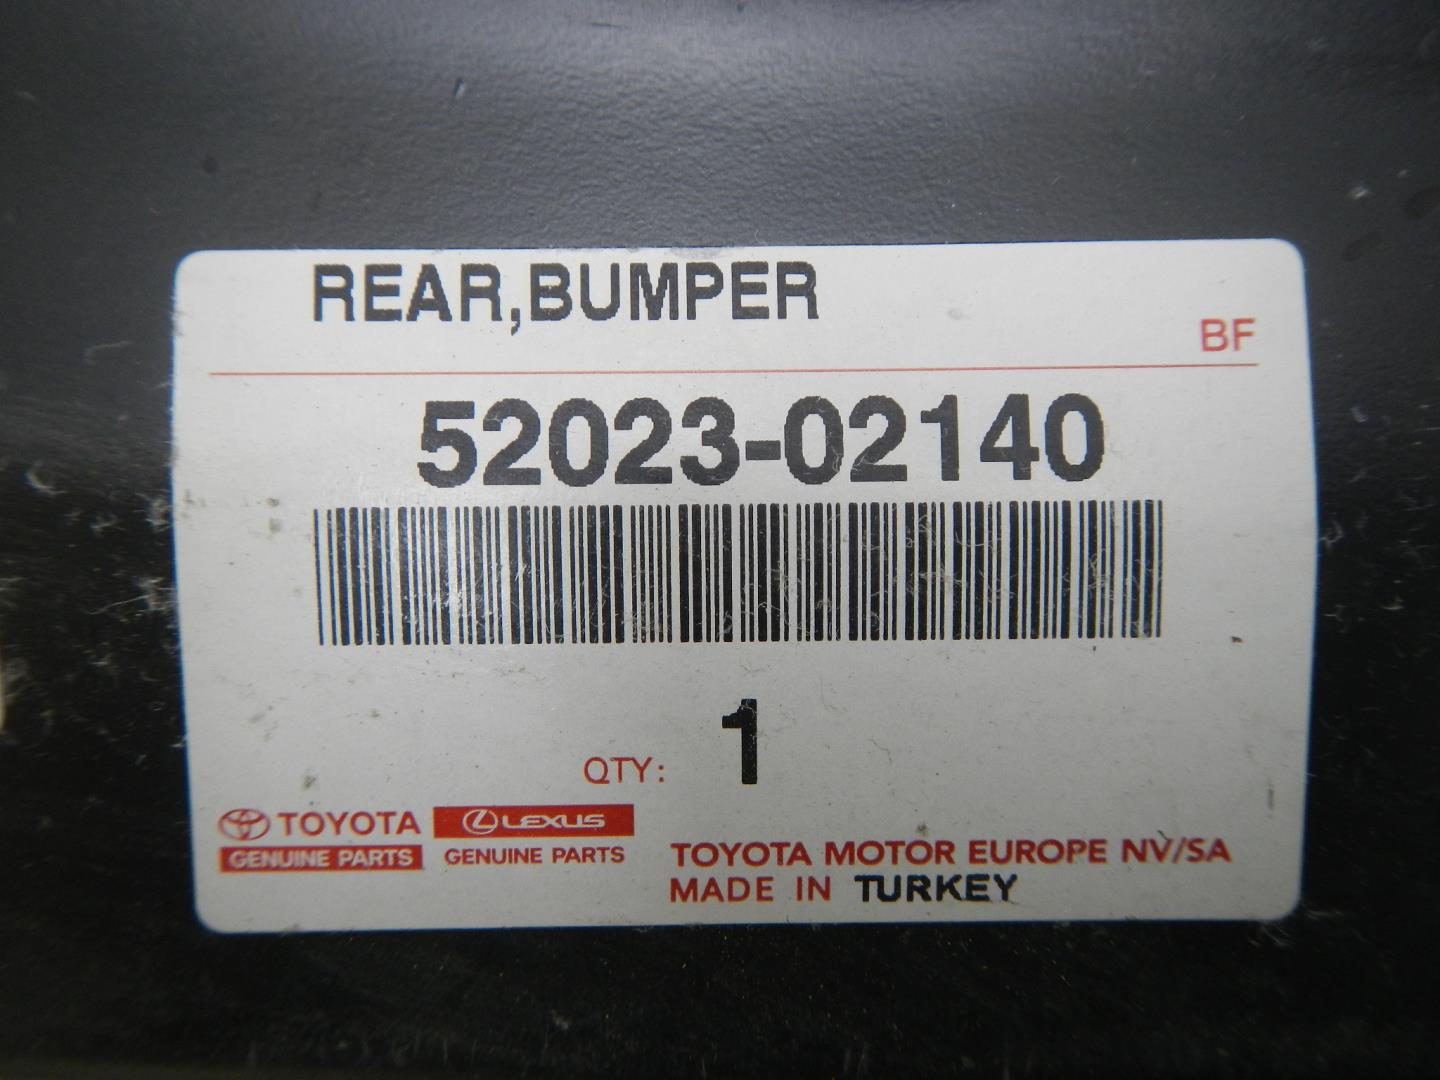 REAR,BUMPER
BF
52023-02140
QTY: 1
TOYOTA LEXUS
GENUINE PARTS GENUINE PARTS
TOYOTA MOTOR EUROPE NV/SA
MADE IN TURKEY